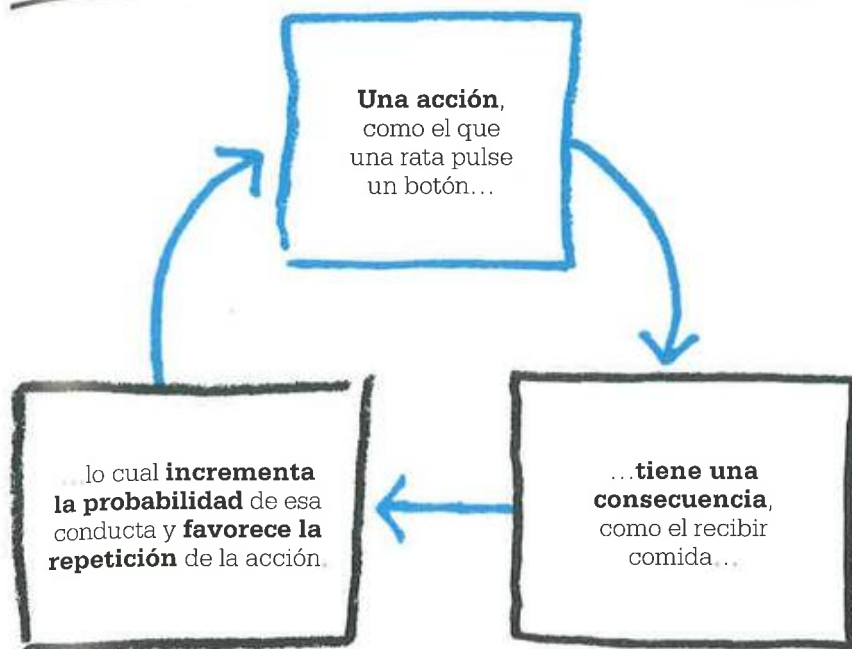 Una acción,
como el que
una rata pulse
un botón...
...tiene una
consecuencia,
como el recibir
comida...
...lo cual incrementa
la probabilidad de esa
conducta y favorece la
repetición de la acción.